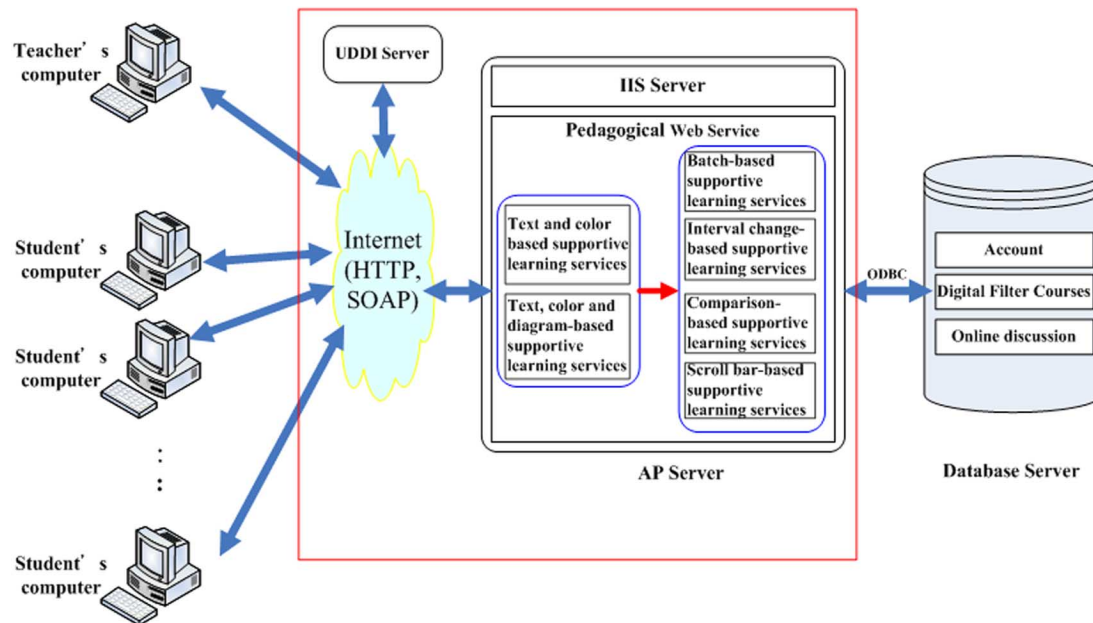 Teacher’s
computer
Student’s
computer
Student’s
computer
Student’s
computer
UDDI Server
Internet
(HTTP,
SOAP)
IIS Server
Pedagogical Web Service
Text and color
based supportive
learning services
Text, color and
diagram-based
supportive
learning services
Batch-based
supportive
learning services
Interval change-
based supportive
learning services
Comparison-
based supportive
learning services
Scroll bar-based
supportive
learning services
AP Server
ODBC
Account
Digital Filter Courses
Online discussion
Database Server